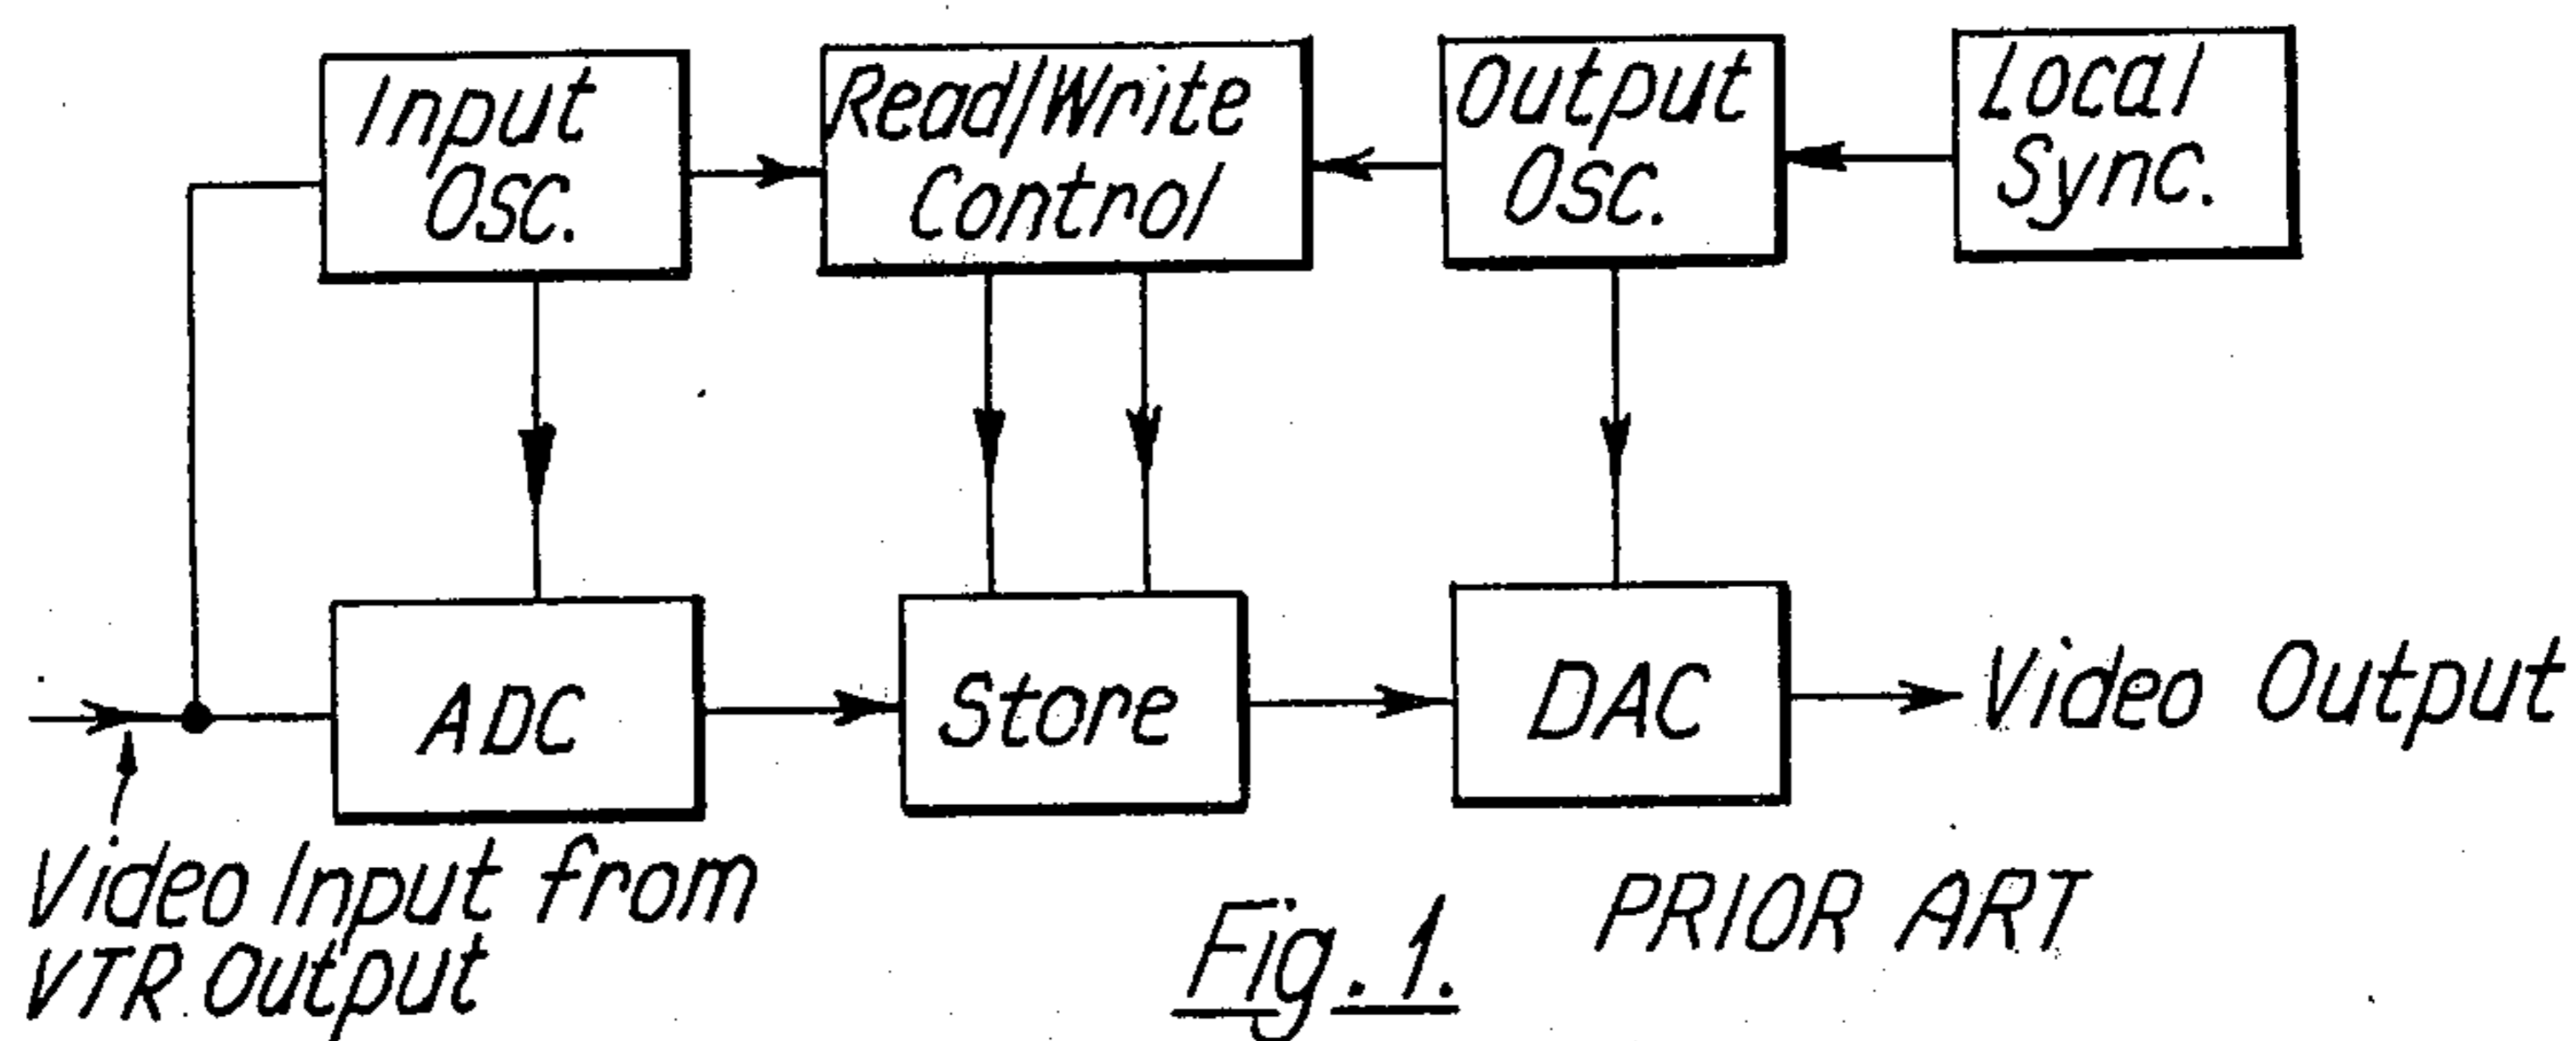 Input
Osc.
Read/Write
Control
Output
Osc.
Local
Sync.
ADC
Store
DAC
Video Output
Video Input from
VTR Output
Fig. 1.
PRIOR ART